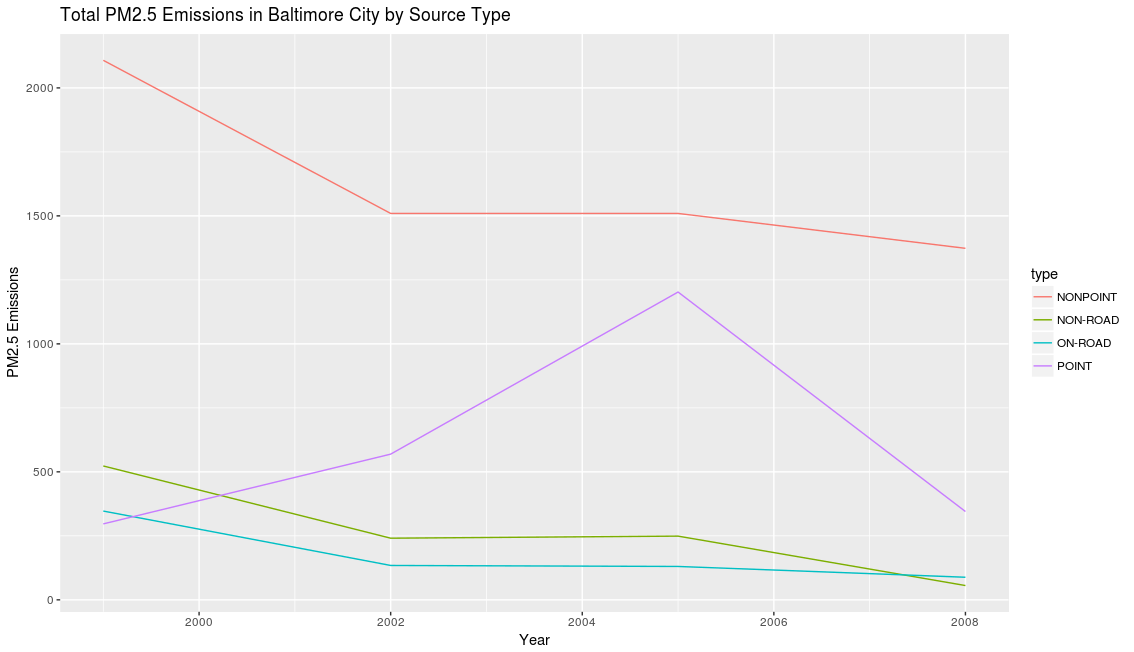 Total PM2.5 Emissions in Baltimore City by Source Type
PM2.5 Emissions
2000
1500
1000
500
0
2000 2002 2004 2006 2008
Year
type
NONPOINT
NON-ROAD
ON-ROAD
POINT